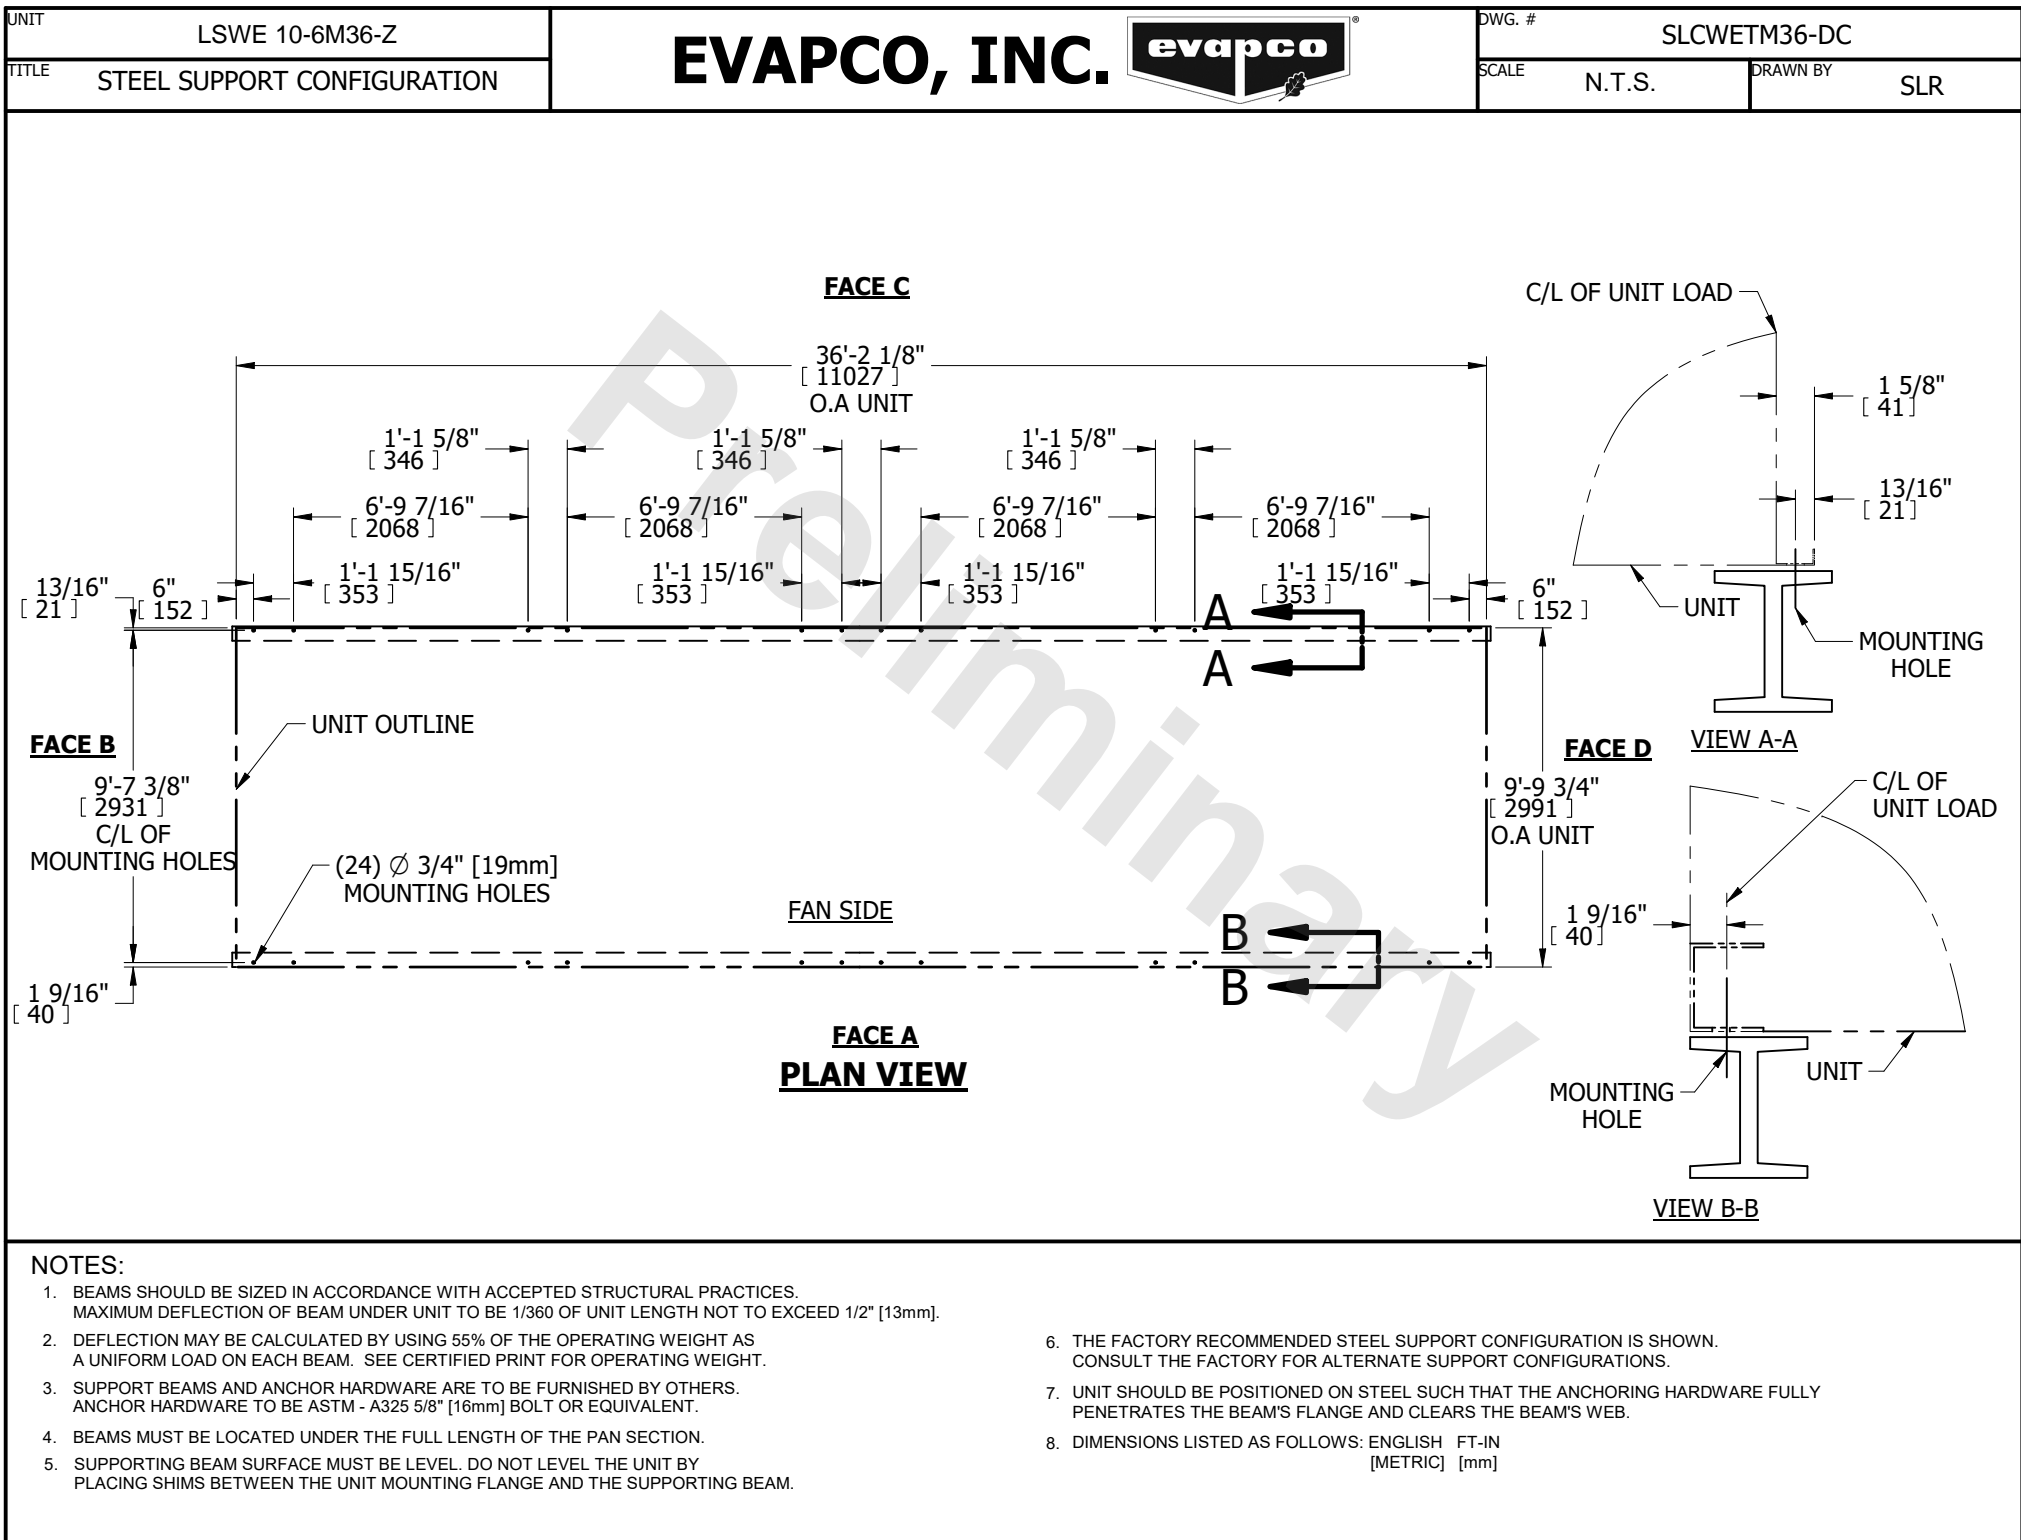 UNIT
LSWE 10-6M36-Z
TITLE
STEEL SUPPORT CONFIGURATION
EVAPCO, INC.
evapco
®
DWG. #
SLCWETM36-DC
SCALE
N.T.S.
DRAWN BY
SLR
Preliminary
FACE C
36'-2 1/8"
[ 11027 ]
O.A UNIT
1'-1 5/8"
[ 346 ]
1'-1 5/8"
[ 346 ]
1'-1 5/8"
[ 346 ]
6'-9 7/16"
[ 2068 ]
6'-9 7/16"
[ 2068 ]
6'-9 7/16"
[ 2068 ]
6'-9 7/16"
[ 2068 ]
13/16"
[ 21 ]
6"
[ 152 ]
1'-1 15/16"
[ 353 ]
1'-1 15/16"
[ 353 ]
1'-1 15/16"
[ 353 ]
1'-1 15/16"
[ 353 ]
6"
[ 152 ]
A
A
UNIT OUTLINE
FACE B
9'-7 3/8"
[ 2931 ]
C/L OF
MOUNTING HOLES
(24) Ø 3/4" [19mm]
MOUNTING HOLES
FAN SIDE
B
B
FACE D
9'-9 3/4"
[ 2991 ]
O.A UNIT
1 9/16"
[ 40 ]
FACE A
PLAN VIEW
C/L OF UNIT LOAD
1 5/8"
[ 41 ]
13/16"
[ 21 ]
UNIT
MOUNTING
HOLE
VIEW A-A
C/L OF
UNIT LOAD
1 9/16"
[ 40 ]
UNIT
MOUNTING
HOLE
VIEW B-B
NOTES:
1. BEAMS SHOULD BE SIZED IN ACCORDANCE WITH ACCEPTED STRUCTURAL PRACTICES.
MAXIMUM DEFLECTION OF BEAM UNDER UNIT TO BE 1/360 OF UNIT LENGTH NOT TO EXCEED 1/2" [13mm].
2. DEFLECTION MAY BE CALCULATED BY USING 55% OF THE OPERATING WEIGHT AS
A UNIFORM LOAD ON EACH BEAM. SEE CERTIFIED PRINT FOR OPERATING WEIGHT.
3. SUPPORT BEAMS AND ANCHOR HARDWARE ARE TO BE FURNISHED BY OTHERS.
ANCHOR HARDWARE TO BE ASTM - A325 5/8" [16mm] BOLT OR EQUIVALENT.
4. BEAMS MUST BE LOCATED UNDER THE FULL LENGTH OF THE PAN SECTION.
5. SUPPORTING BEAM SURFACE MUST BE LEVEL. DO NOT LEVEL THE UNIT BY
PLACING SHIMS BETWEEN THE UNIT MOUNTING FLANGE AND THE SUPPORTING BEAM.
6. THE FACTORY RECOMMENDED STEEL SUPPORT CONFIGURATION IS SHOWN.
CONSULT THE FACTORY FOR ALTERNATE SUPPORT CONFIGURATIONS.
7. UNIT SHOULD BE POSITIONED ON STEEL SUCH THAT THE ANCHORING HARDWARE FULLY
PENETRATES THE BEAM'S FLANGE AND CLEARS THE BEAM'S WEB.
8. DIMENSIONS LISTED AS FOLLOWS: ENGLISH FT-IN
[METRIC] [mm]